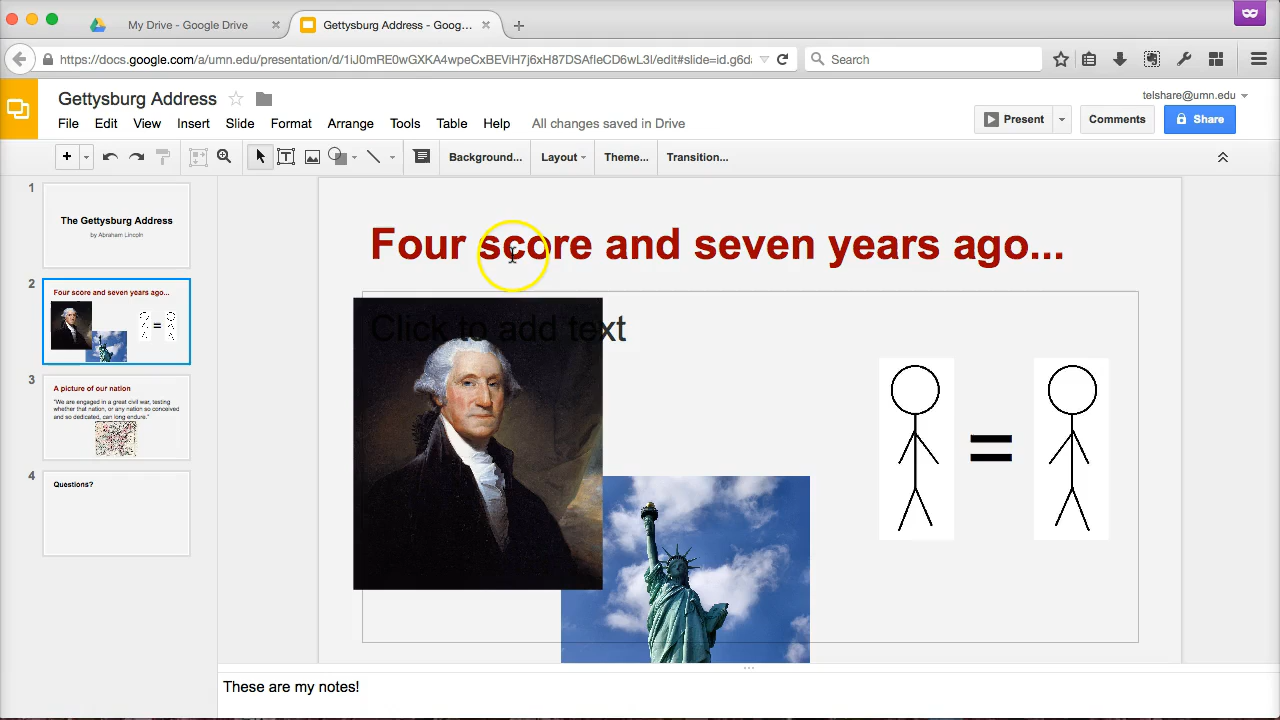 My Drive - Google Drive
Gettysburg Address - Goog...
https://docs.google.com/a/umn.edu/presentation/d/1iJ0mRE0wGXKA4wpeCxBEViH7j6xH87DSAfleCD6wL3I/edit#slide=id.g6d
Search
Gettysburg Address
telshare@umn.edu
File Edit View Insert Slide Format Arrange Tools Table Help All changes saved in Drive
Present Comments Share
Background... Layout Theme... Transition...
1
The Gettysburg Address
by Abraham Lincoln
2
Four score and seven years ago...
=
3
A picture of our nation
"We are engaged in a great civil war, testing
whether that nation, or any nation so conceived
and so dedicated, can long endure."
4
Questions?
Four score and seven years ago...
Click to add text
=
These are my notes!